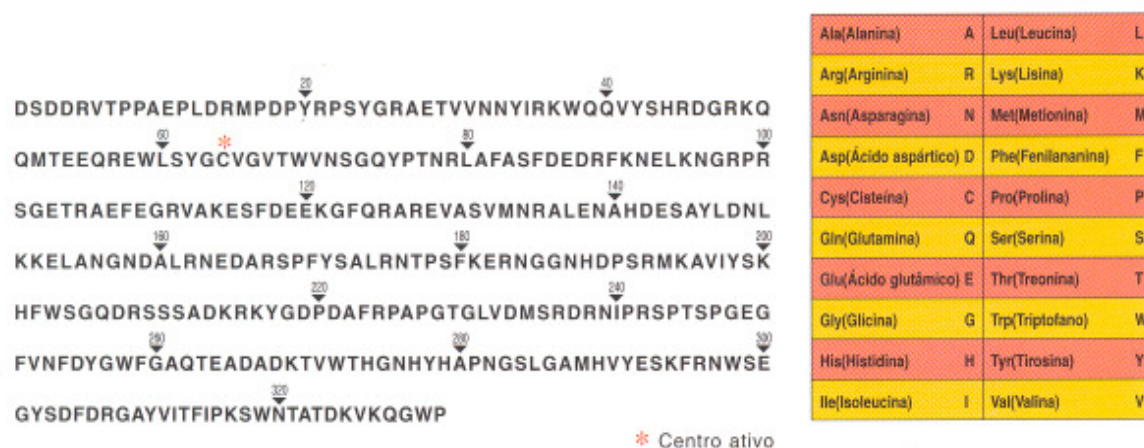 20
40
DSDDRVTPPAEPLDRMPDPYRPSYGRAETVVNNYIRKWQQVYSHRDGRKQ
60
*
80
100
QMTEEQREWLSYGCVGVTWVNSGQYPTNRLAFASFDEDRFKNELKNGRPR
120
140
SGETRAEFEGRVAKESFDEEKGFQRAREVASVMNRALENAHDESAYLDNL
160
180
200
KKELANGNDALRNEDARSPFYSALRNTPSFKERNGGNHDPSRMKAVIYSK
220
240
HFWSGQDRSSSADKRKYGDPDAFRPAPGTGLVDMSRDRNIPRSPTSPGEG
260
280
300
FVNFDYGWFGAQTEADADKTVWTHGNHYHAPNGSLGAMHVYESKFRNWSE
320
GYSDFDRGAYVITFIPKSWNTATDKVKQGWP
* Centro ativo
Ala(Alanina) A Leu(Leucina) L
Arg(Arginina) R Lys(Lisina) K
Asn(Asparagina) N Met(Metionina) M
Asp(Ácido aspártico) D Phe(Fenilananina) F
Cys(Cisteína) C Pro(Prolina) P
Gln(Glutamina) Q Ser(Serina) S
Glu(Ácido glutâmico) E Thr(Treonina) T
Gly(Glicina) G Trp(Triptofano) W
His(Histidina) H Tyr(Tirosina) Y
Ile(Isoleucina) I Val(Valina) V